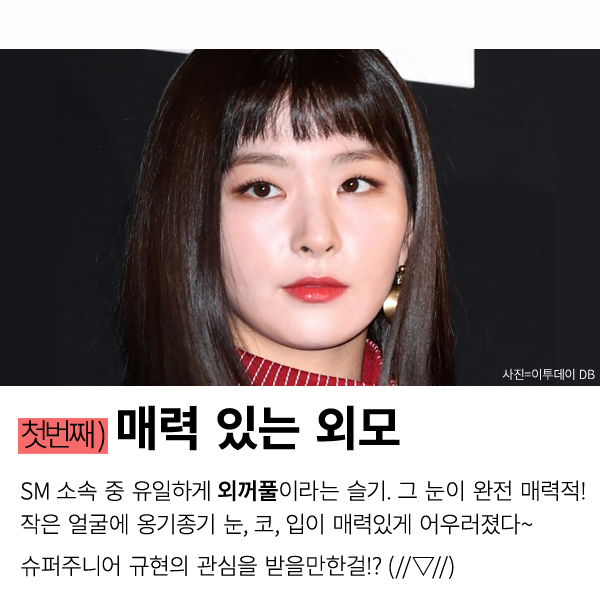 사진=이투데이 DB
첫번째) 매력 있는 외모
SM 소속 중 유일하게 외꺼풀이라는 슬기. 그 눈이 완전 매력적!
작은 얼굴에 옹기종기 눈, 코, 입이 매력있게 어우러졌다~
슈퍼주니어 규현의 관심을 받을만한걸!? (//▽//)